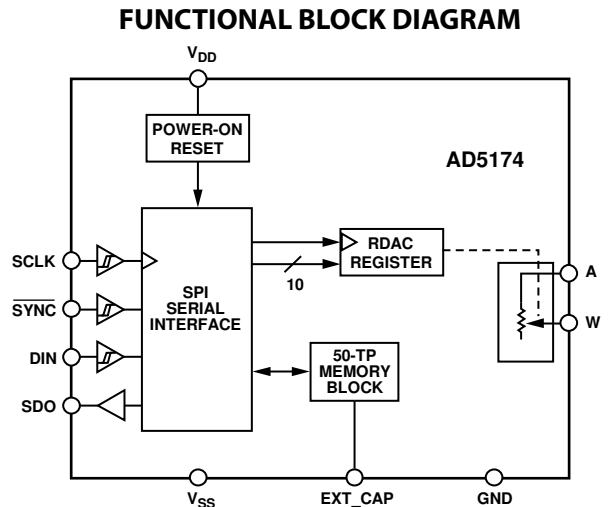 FUNCTIONAL BLOCK DIAGRAM
VDD
POWER-ON
RESET
AD5174
SCLK
SYNC
DIN
SDO
SPI
SERIAL
INTERFACE
10
RDAC
REGISTER
A
W
50-TP
MEMORY
BLOCK
VSS
EXT_CAP
GND